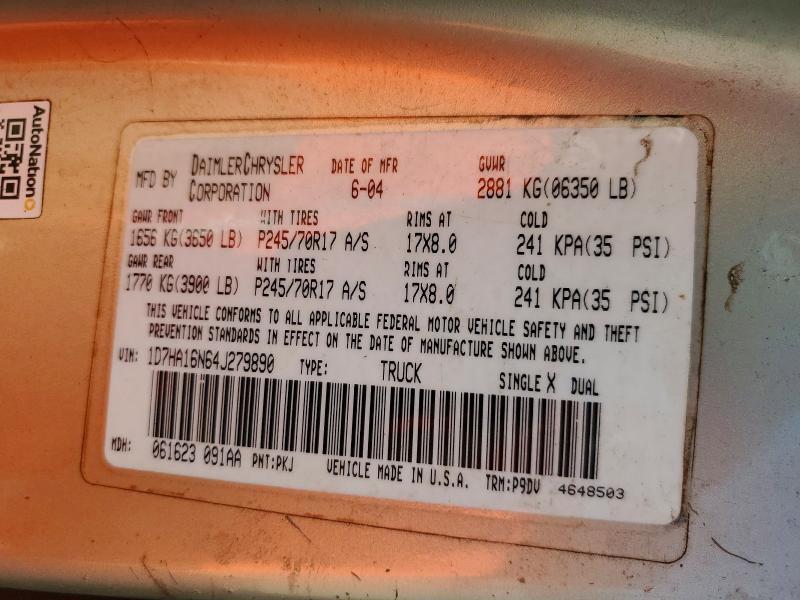 AutoNation
MFD BY DAIMLERCHRYSLER CORPORATION DATE OF MFR 6-04 GVWR 2881 KG(06350 LB)
GAWR FRONT WITH TIRES RIMS AT COLD
1656 KG(3650 LB) P245/70R17 A/S 17X8.0 241 KPA(35 PSI)
GAWR REAR WITH TIRES RIMS AT COLD
1770 KG(3900 LB) P245/70R17 A/S 17X8.0 241 KPA(35 PSI)
THIS VEHICLE CONFORMS TO ALL APPLICABLE FEDERAL MOTOR VEHICLE SAFETY AND THEFT
PREVENTION STANDARDS IN EFFECT ON THE DATE OF MANUFACTURE SHOWN ABOVE.
VIN: 1D7HA16N64J279890 TYPE: TRUCK SINGLE X DUAL
MDH: 061623 091AA PNT:PKJ VEHICLE MADE IN U.S.A. TRM:P9DV 4648503